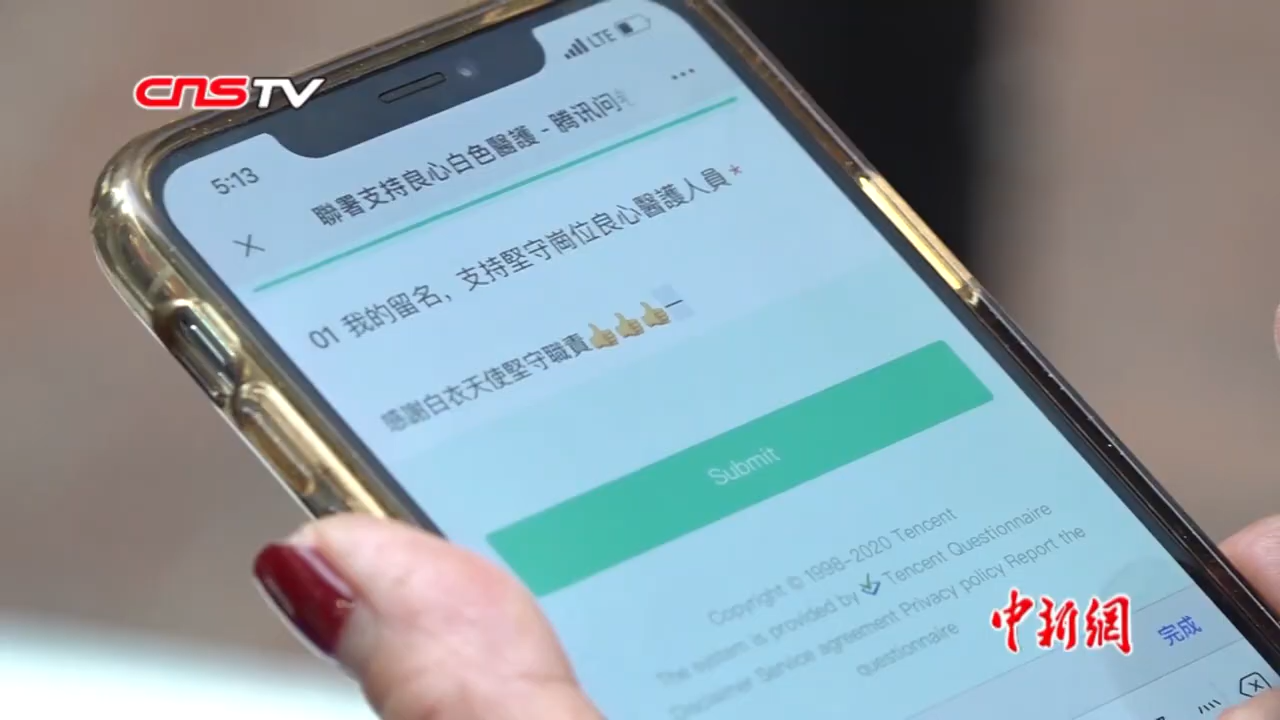 CNSTV
LTE
5:13
聯署支持良心白色醫護 - 腾讯问
01 我的留名，支持堅守崗位良心醫護人員*
感謝白衣天使堅守職責👍👍👍一
Submit
Copyright © 1998-2020 Tencent
The system is provided by Tencent Questionnaire
Disclaimer Service agreement Privacy policy Report the
questionnaire
中新網
完成